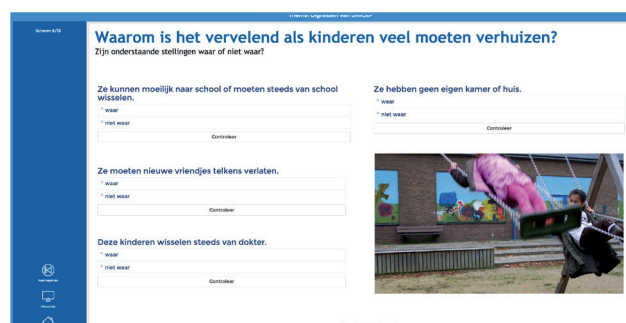 Scherm 8/13
Waarom is het vervelend als kinderen veel moeten verhuizen?
Zijn onderstaande stellingen waar of niet waar?
Ze kunnen moeilijk naar school of moeten steeds van school
wisselen.
waar
niet waar
Controleer
Ze moeten nieuwe vriendjes telkens verlaten.
waar
niet waar
Controleer
Deze kinderen wisselen steeds van dokter.
waar
niet waar
Controleer
Ze hebben geen eigen kamer of huis.
waar
niet waar
Controleer